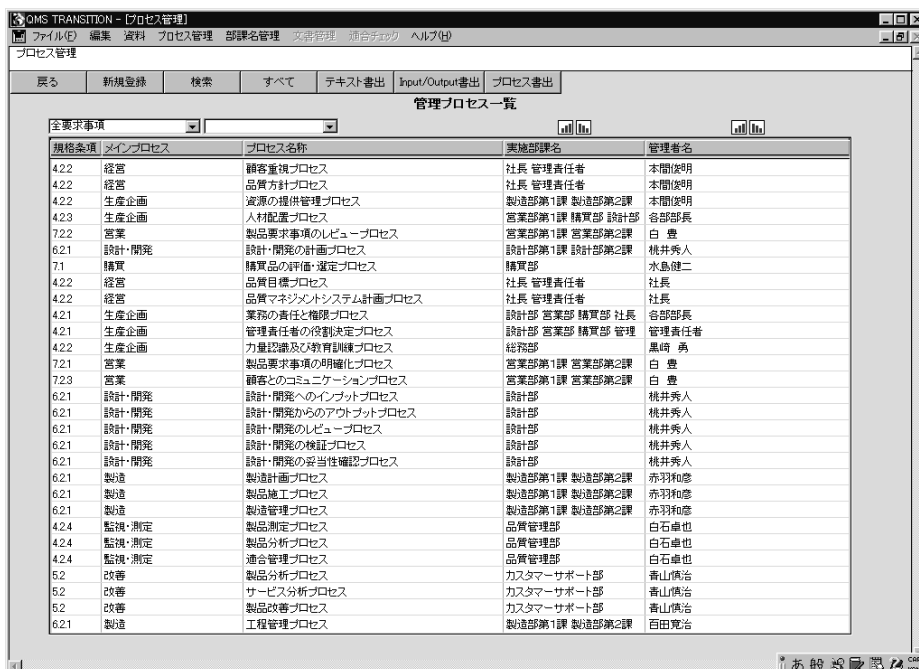 QMS TRANSITION - [プロセス管理]
ファイル(F) 編集 資料 プロセス管理 部課名管理 文書管理 適合チェック ヘルプ(H)
プロセス管理
戻る 新規登録 検索 すべて テキスト書出 Input/Output書出 プロセス書出
管理プロセス一覧
全要求事項
規格条項 メインプロセス プロセス名称 実施部課名 管理者名
4.2.2 経営 顧客重視プロセス 社長 管理責任者 本間俊明
4.2.2 経営 品質方針プロセス 社長 管理責任者 本間俊明
4.2.2 生産企画 資源の提供管理プロセス 製造部第1課 製造部第2課 本間俊明
4.2.3 生産企画 人材配置プロセス 営業部第1課 購買部 設計部 各部部長
7.2.2 営業 製品要求事項のレビュープロセス 営業部第1課 営業部第2課 白 豊
6.2.1 設計・開発 設計・開発の計画プロセス 設計部第1課 設計部第2課 桃井秀人
7.1 購買 購買品の評価・選定プロセス 購買部 水島健二
4.2.2 経営 品質目標プロセス 社長 管理責任者 社長
4.2.2 経営 品質マネジメントシステム計画プロセス 社長 管理責任者 社長
4.2.1 生産企画 業務の責任と権限プロセス 設計部 営業部 購買部 社長 各部部長
4.2.1 生産企画 管理責任者の役割決定プロセス 設計部 営業部 購買部 管理 管理責任者
4.2.2 生産企画 力量認識及び教育訓練プロセス 総務部 黒崎 勇
7.2.1 営業 製品要求事項の明確化プロセス 営業部第1課 営業部第2課 白 豊
7.2.3 営業 顧客とのコミュニケーションプロセス 営業部第1課 営業部第2課 白 豊
6.2.1 設計・開発 設計・開発へのインプットプロセス 設計部 桃井秀人
6.2.1 設計・開発 設計・開発からのアウトプットプロセス 設計部 桃井秀人
6.2.1 設計・開発 設計・開発のレビュープロセス 設計部 桃井秀人
6.2.1 設計・開発 設計・開発の検証プロセス 設計部 桃井秀人
6.2.1 設計・開発 設計・開発の妥当性確認プロセス 設計部 桃井秀人
6.2.1 製造 製造計画プロセス 製造部第1課 製造部第2課 赤羽和彦
6.2.1 製造 製品施工プロセス 製造部第1課 製造部第2課 赤羽和彦
6.2.1 製造 製造管理プロセス 製造部第1課 製造部第2課 赤羽和彦
4.2.4 監視・測定 製品測定プロセス 品質管理部 白石卓也
4.2.4 監視・測定 製品分析プロセス 品質管理部 白石卓也
4.2.4 監視・測定 適合管理プロセス 品質管理部 白石卓也
5.2 改善 製品分析プロセス カスタマーサポート部 青山慎治
5.2 改善 サービス分析プロセス カスタマーサポート部 青山慎治
5.2 改善 製品改善プロセス カスタマーサポート部 青山慎治
6.2.1 製造 工程管理プロセス 製造部第1課 製造部第2課 百田寛治
あ 般